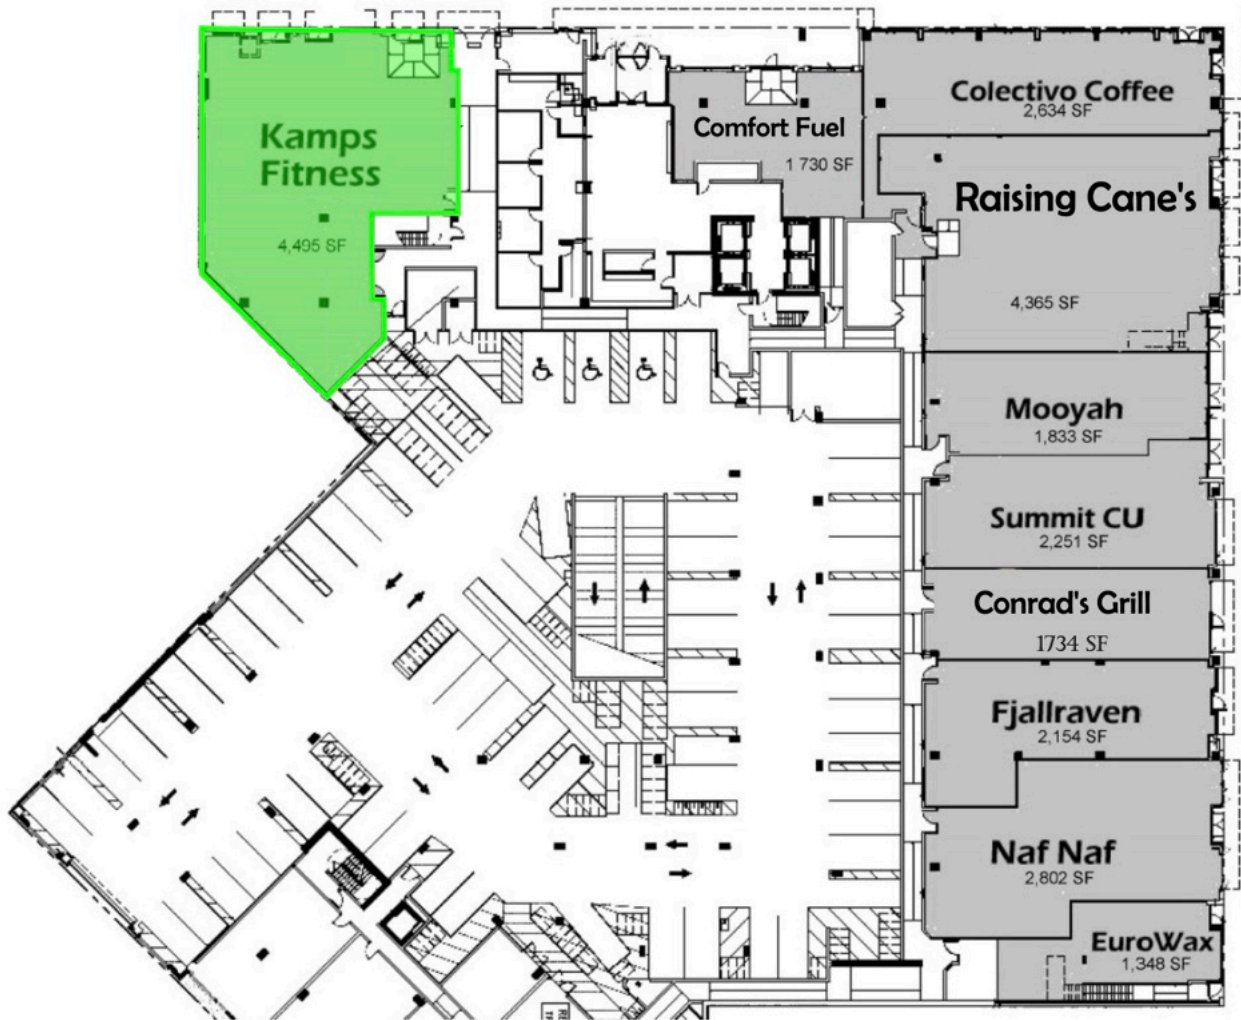 Kamps
Fitness
4,495 SF
Comfort Fuel
1 730 SF
Colectivo Coffee
2,634 SF
Raising Cane's
4,365 SF
Mooyah
1,833 SF
Summit CU
2,251 SF
Conrad's Grill
1734 SF
Fjallraven
2,154 SF
Naf Naf
2,802 SF
EuroWax
1,348 SF